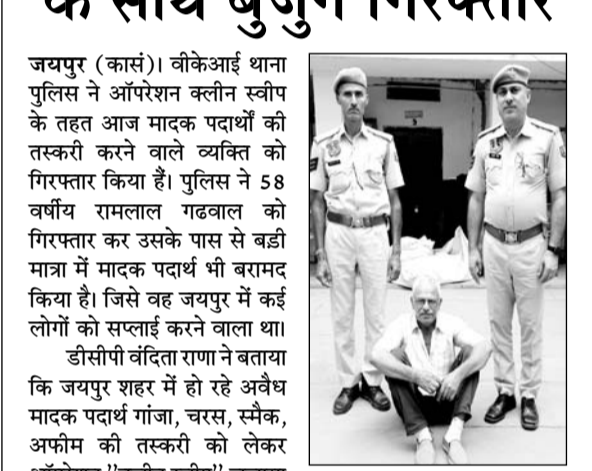 के साथ बुजुर्ग गिरफ्तार
जयपुर (कासं)। वीकेआई थाना
पुलिस ने ऑपरेशन क्लीन स्वीप
के तहत आज मादक पदार्थों की
तस्करी करने वाले व्यक्ति को
गिरफ्तार किया हैं। पुलिस ने 58
वर्षीय रामलाल गढवाल को
गिरफ्तार कर उसके पास से बड़ी
मात्रा में मादक पदार्थ भी बरामद
किया है। जिसे वह जयपुर में कई
लोगों को सप्लाई करने वाला था।
डीसीपी वंदिता राणा ने बताया
कि जयपुर शहर में हो रहे अवैध
मादक पदार्थ गांजा, चरस, स्मैक,
अफीम की तस्करी को लेकर